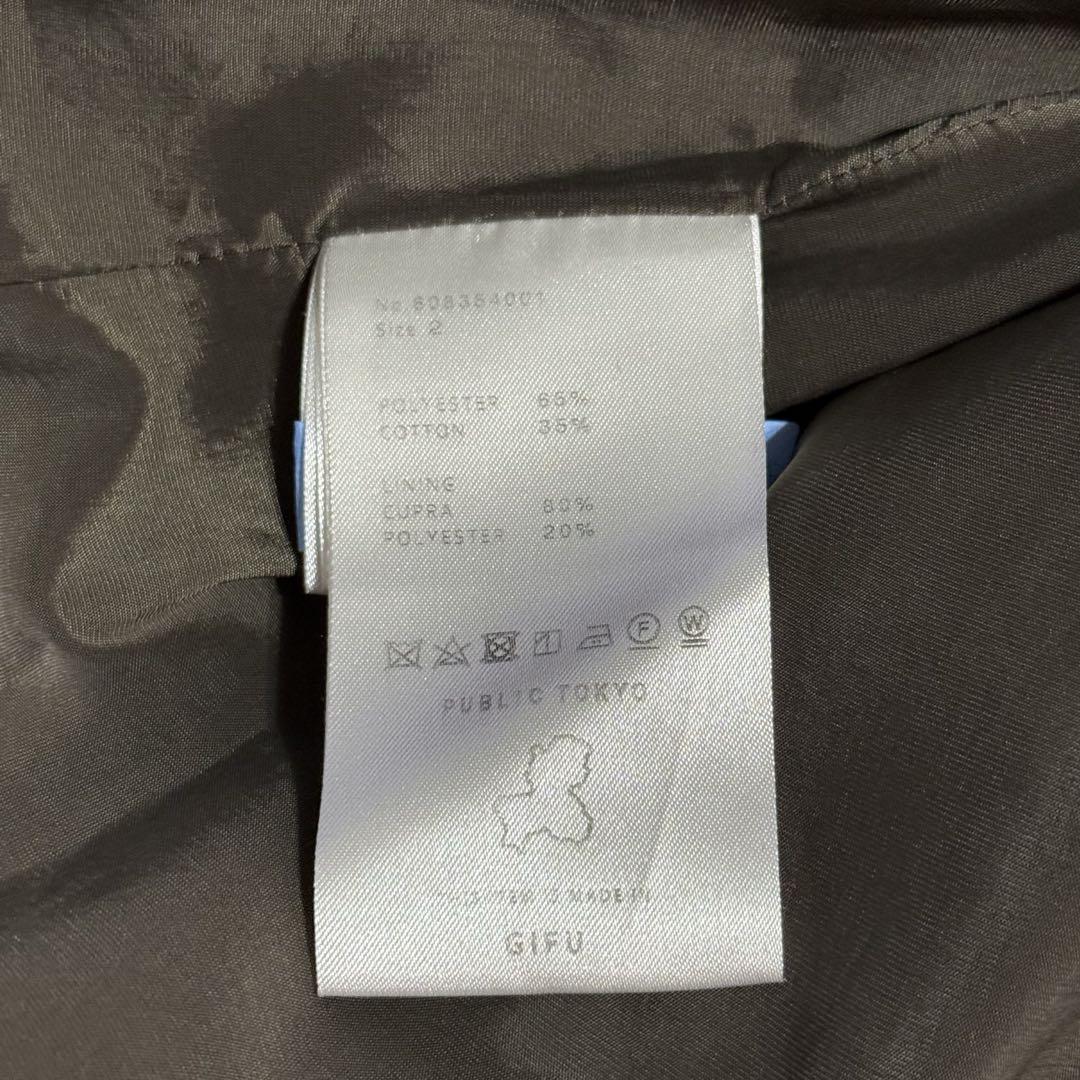 No 608354001
Size 2
POLYESTER 65%
COTTON 35%
LINING
CUPRA 80%
POLYESTER 20%
F W
PUBLIC TOKYO
THIS ITEM IS MADE IN
GIFU